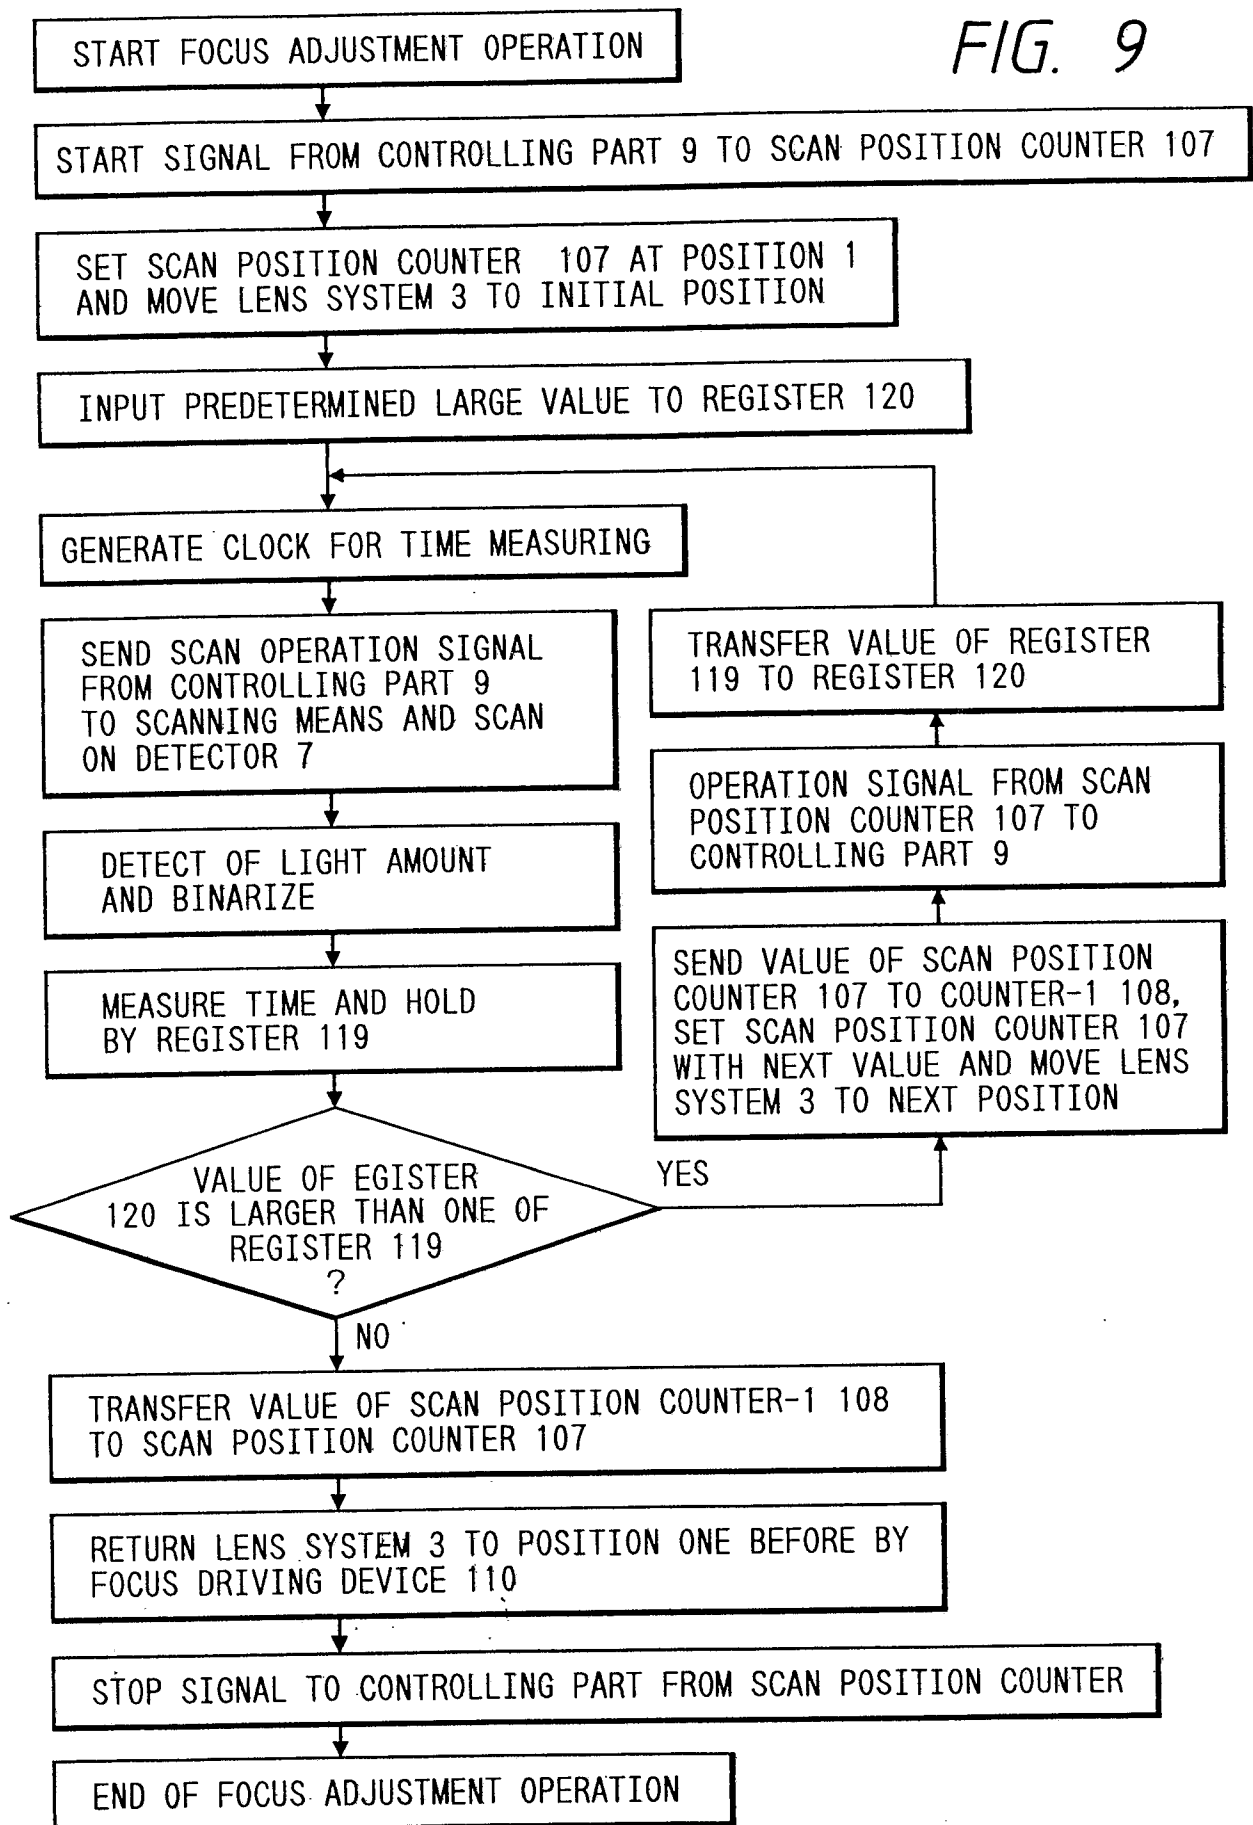 FIG. 9
START FOCUS ADJUSTMENT OPERATION
START SIGNAL FROM CONTROLLING PART 9 TO SCAN POSITION COUNTER 107
SET SCAN POSITION COUNTER 107 AT POSITION 1
AND MOVE LENS SYSTEM 3 TO INITIAL POSITION
INPUT PREDETERMINED LARGE VALUE TO REGISTER 120
GENERATE CLOCK FOR TIME MEASURING
SEND SCAN OPERATION SIGNAL
FROM CONTROLLING PART 9
TO SCANNING MEANS AND SCAN
ON DETECTOR 7
DETECT OF LIGHT AMOUNT
AND BINARIZE
MEASURE TIME AND HOLD
BY REGISTER 119
VALUE OF EGISTER
120 IS LARGER THAN ONE OF
REGISTER 119
?
YES
SEND VALUE OF SCAN POSITION
COUNTER 107 TO COUNTER-1 108,
SET SCAN POSITION COUNTER 107
WITH NEXT VALUE AND MOVE LENS
SYSTEM 3 TO NEXT POSITION
OPERATION SIGNAL FROM SCAN
POSITION COUNTER 107 TO
CONTROLLING PART 9
TRANSFER VALUE OF REGISTER
119 TO REGISTER 120
NO
TRANSFER VALUE OF SCAN POSITION COUNTER-1 108
TO SCAN POSITION COUNTER 107
RETURN LENS SYSTEM 3 TO POSITION ONE BEFORE BY
FOCUS DRIVING DEVICE 110
STOP SIGNAL TO CONTROLLING PART FROM SCAN POSITION COUNTER
END OF FOCUS ADJUSTMENT OPERATION